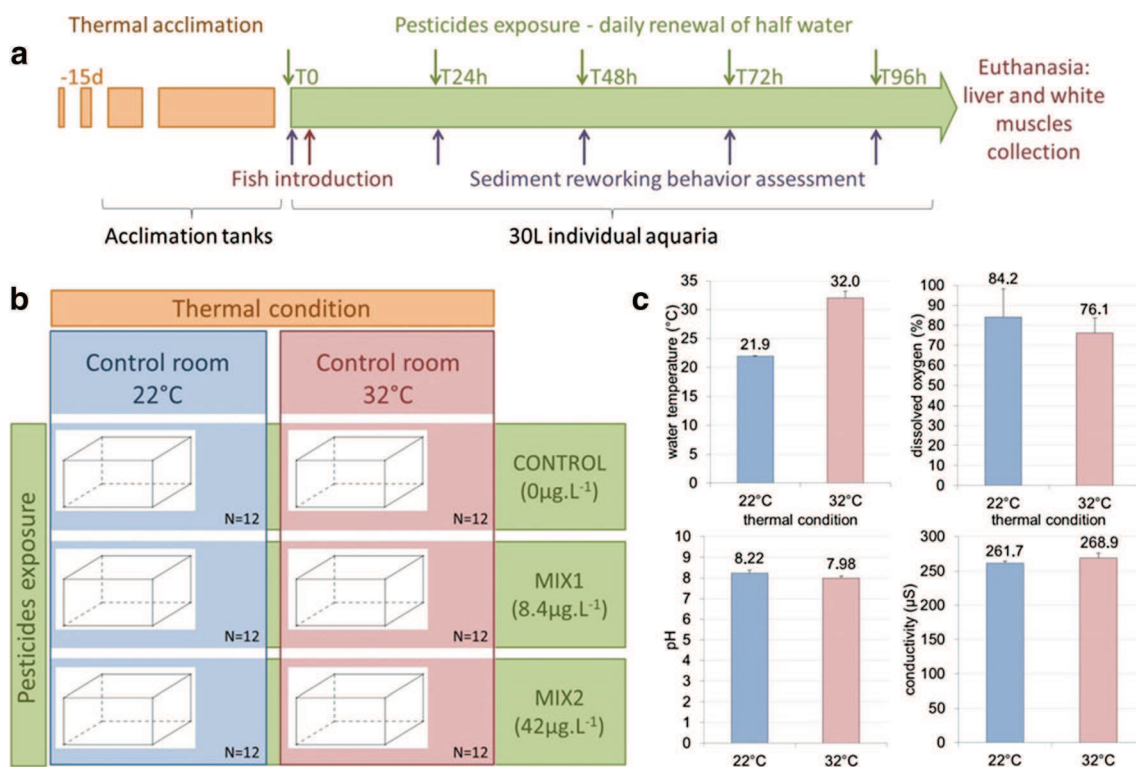 Thermal acclimation
Pesticides exposure - daily renewal of half water
a
-15d
T0
T24h
T48h
T72h
T96h
Euthanasia:
liver and white
muscles
collection
Fish introduction
Sediment reworking behavior assessment
Acclimation tanks
30L individual aquaria
b
Thermal condition
Control room
22°C
Control room
32°C
Pesticides exposure
N=12
N=12
CONTROL
(0µg.L-1)
N=12
N=12
MIX1
(8.4µg.L-1)
N=12
N=12
MIX2
(42µg.L-1)
c
water temperature (°C)
35
30
25
20
15
10
5
0
21.9
32.0
22°C
32°C
thermal condition
dissolved oxygen (%)
100
90
80
70
60
50
40
30
20
10
0
84.2
76.1
22°C
32°C
thermal condition
pH
10
9
8
7
6
5
4
3
2
1
0
8.22
7.98
22°C
32°C
conductivity (µS)
300
250
200
150
100
50
0
261.7
268.9
22°C
32°C